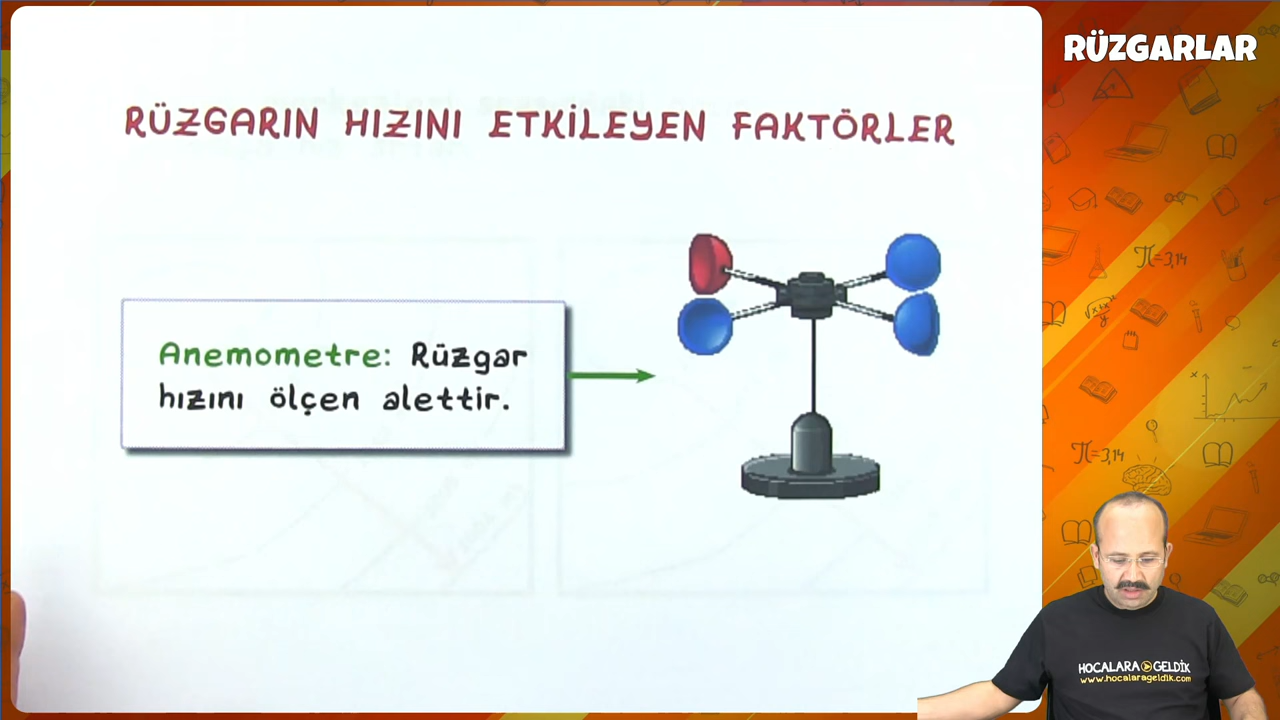 RÜZGARLAR
RÜZGARIN HIZINI ETKİLEYEN FAKTÖRLER
Anemometre: Rüzgar
hızını ölçen alettir.
π=3,14
π=3,14
HOCALARA GELDİK
www.hocalarageldik.com